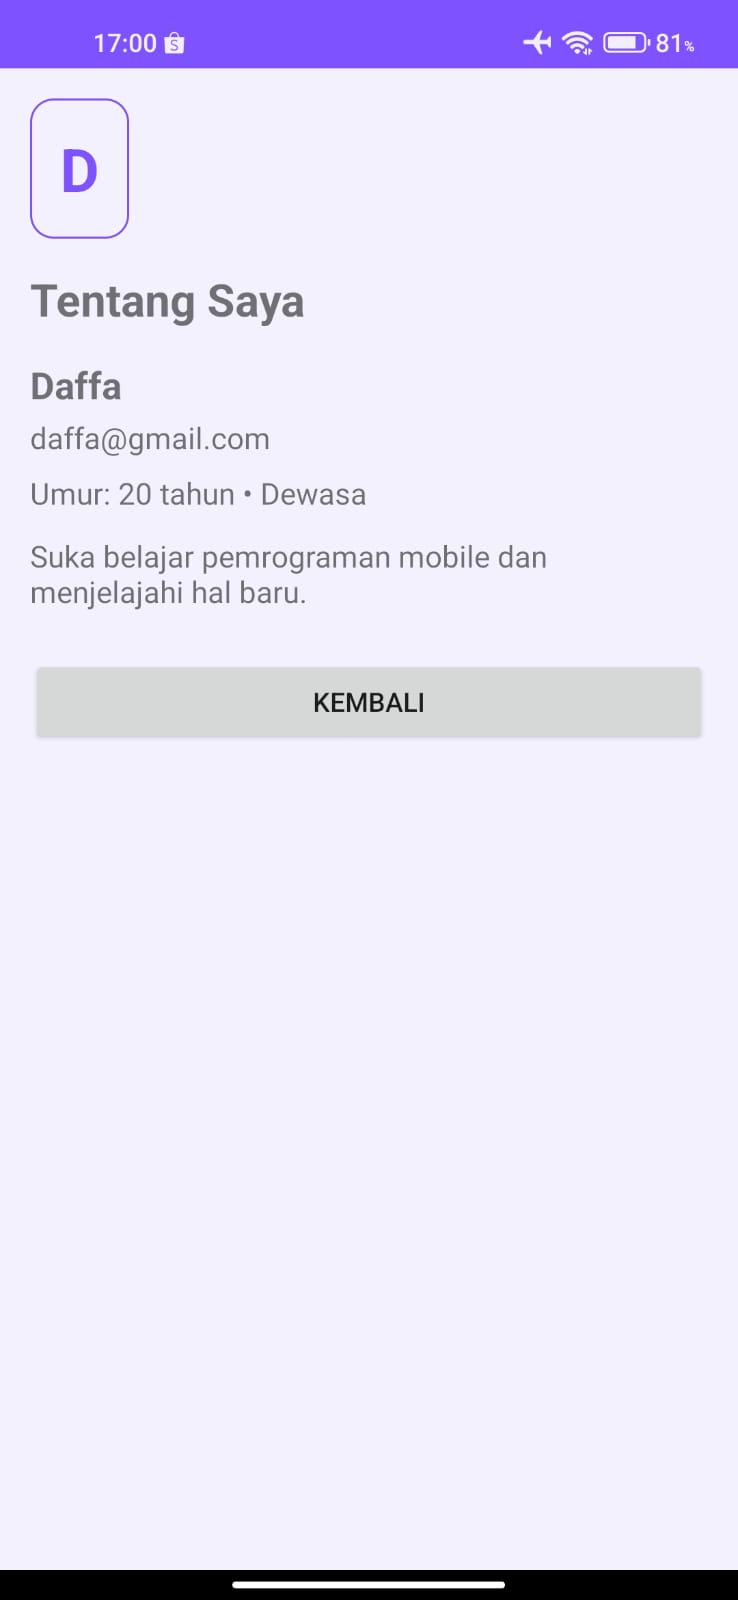 17:00
81%
D
Tentang Saya
Daffa
daffa@gmail.com
Umur: 20 tahun • Dewasa
Suka belajar pemrograman mobile dan
menjelajahi hal baru.
KEMBALI